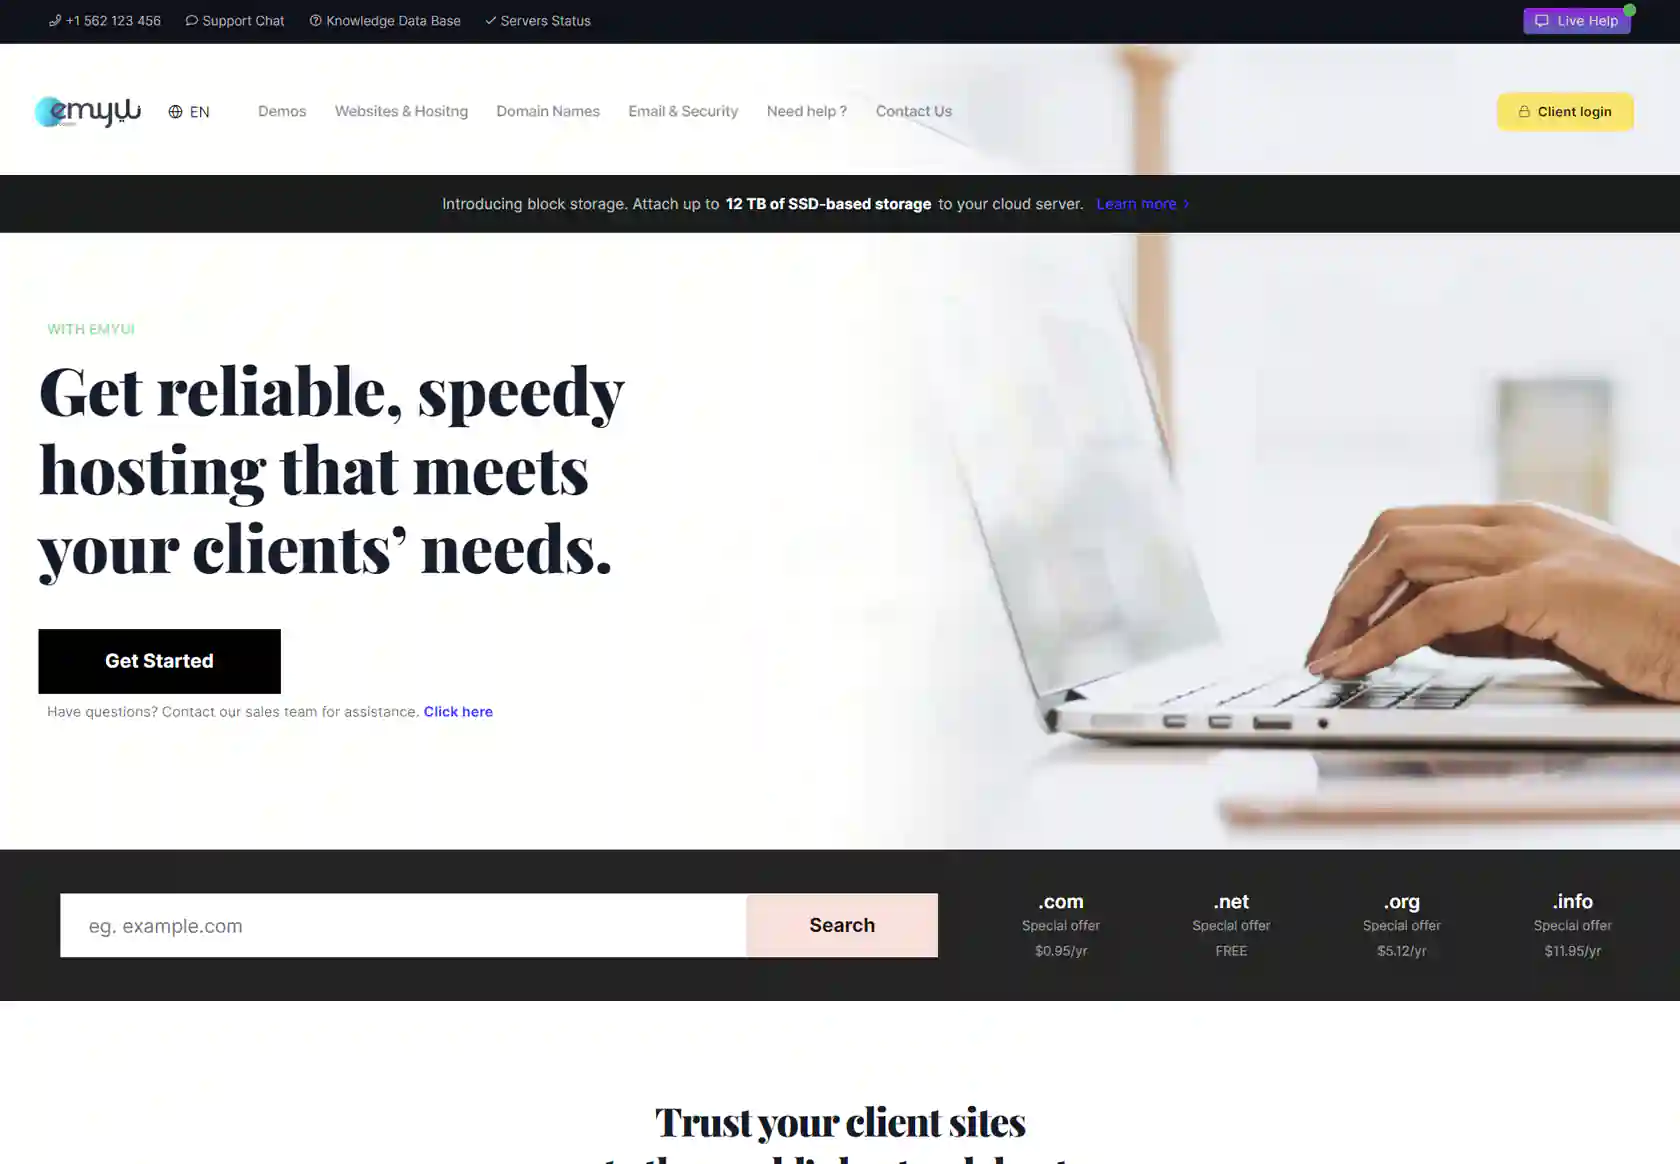 +1 562 123 456 Support Chat Knowledge Data Base Servers Status Live Help
emyui EN Demos Websites & Hositng Domain Names Email & Security Need help ? Contact Us Client login
Introducing block storage. Attach up to 12 TB of SSD-based storage to your cloud server. Learn more
WITH EMYUI
Get reliable, speedy
hosting that meets
your clients’ needs.
Get Started
Have questions? Contact our sales team for assistance. Click here
eg. example.com Search
.com .net .org .info
Special offer Special offer Special offer Special offer
$0.95/yr FREE $5.12/yr $11.95/yr
Trust your client sites